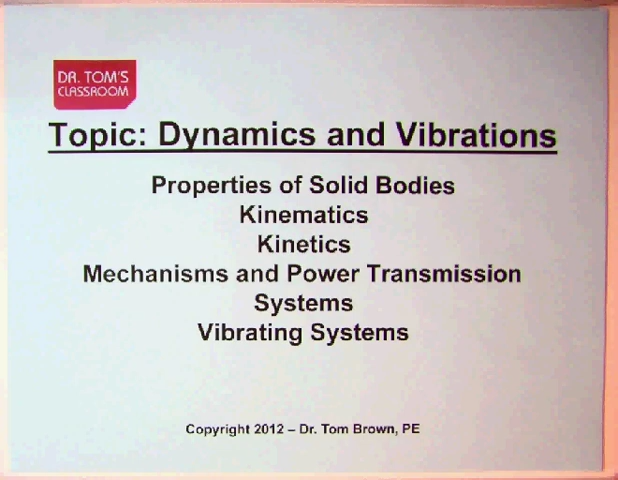 DR. TOM'S
CLASSROOM
Topic: Dynamics and Vibrations
Properties of Solid Bodies
Kinematics
Kinetics
Mechanisms and Power Transmission
Systems
Vibrating Systems
Copyright 2012 – Dr. Tom Brown, PE